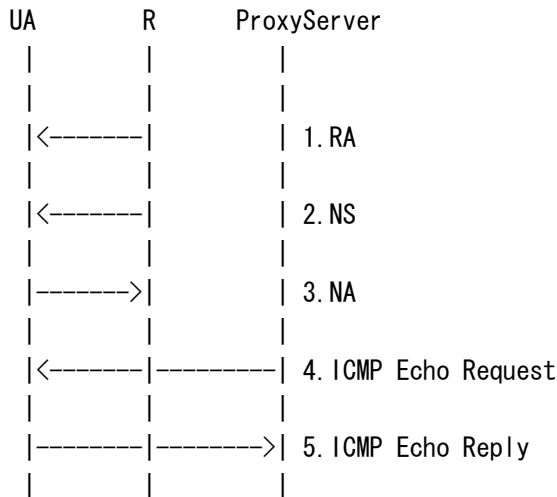 UA R ProxyServer
1. RA
2. NS
3. NA
4. ICMP Echo Request
5. ICMP Echo Reply